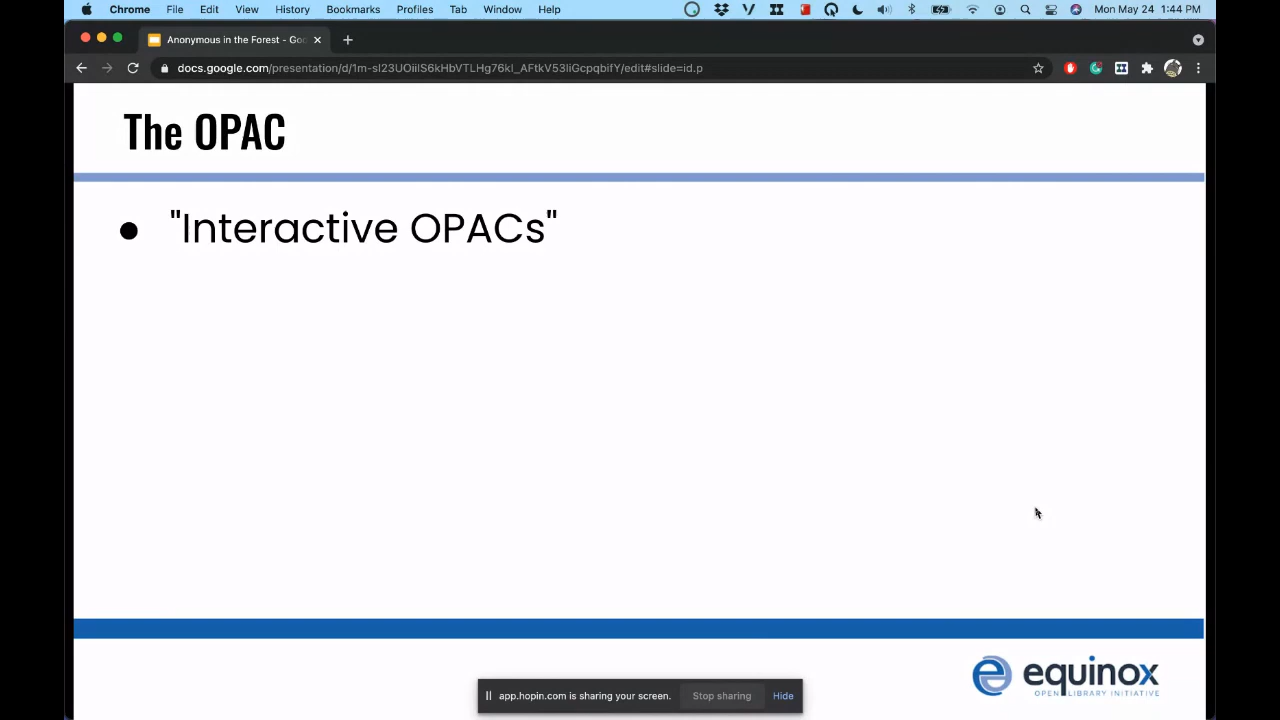 Chrome File Edit View History Bookmarks Profiles Tab Window Help Mon May 24 1:44 PM
Anonymous in the Forest - Goo
docs.google.com/presentation/d/1m-sI23UOiiIS6kHbVTLHg76kI_AFtkV53IiGcpqbifY/edit#slide=id.p
The OPAC
● "Interactive OPACs"
equinox
OPEN LIBRARY INITIATIVE
app.hopin.com is sharing your screen. Stop sharing Hide